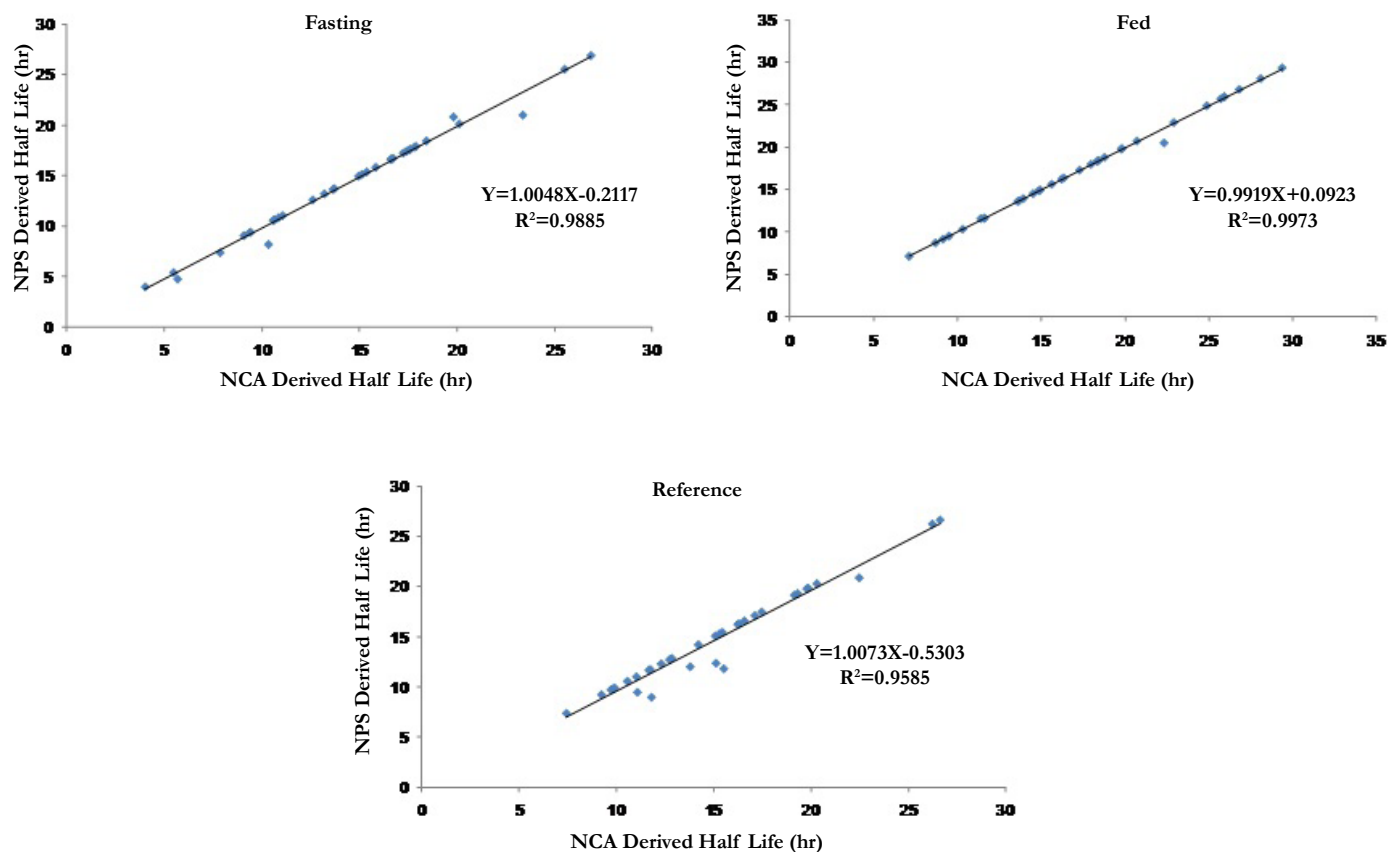 Fasting
NPS Derived Half Life (hr)
30
25
20
15
10
5
0
Y=1.0048X-0.2117
R²=0.9885
0 5 10 15 20 25 30
NCA Derived Half Life (hr)
Fed
NPS Derived Half Life (hr)
35
30
25
20
15
10
5
0
Y=0.9919X+0.0923
R²=0.9973
0 5 10 15 20 25 30 35
NCA Derived Half Life (hr)
Reference
NPS Derived Half Life (hr)
30
25
20
15
10
5
0
Y=1.0073X-0.5303
R²=0.9585
0 5 10 15 20 25 30
NCA Derived Half Life (hr)